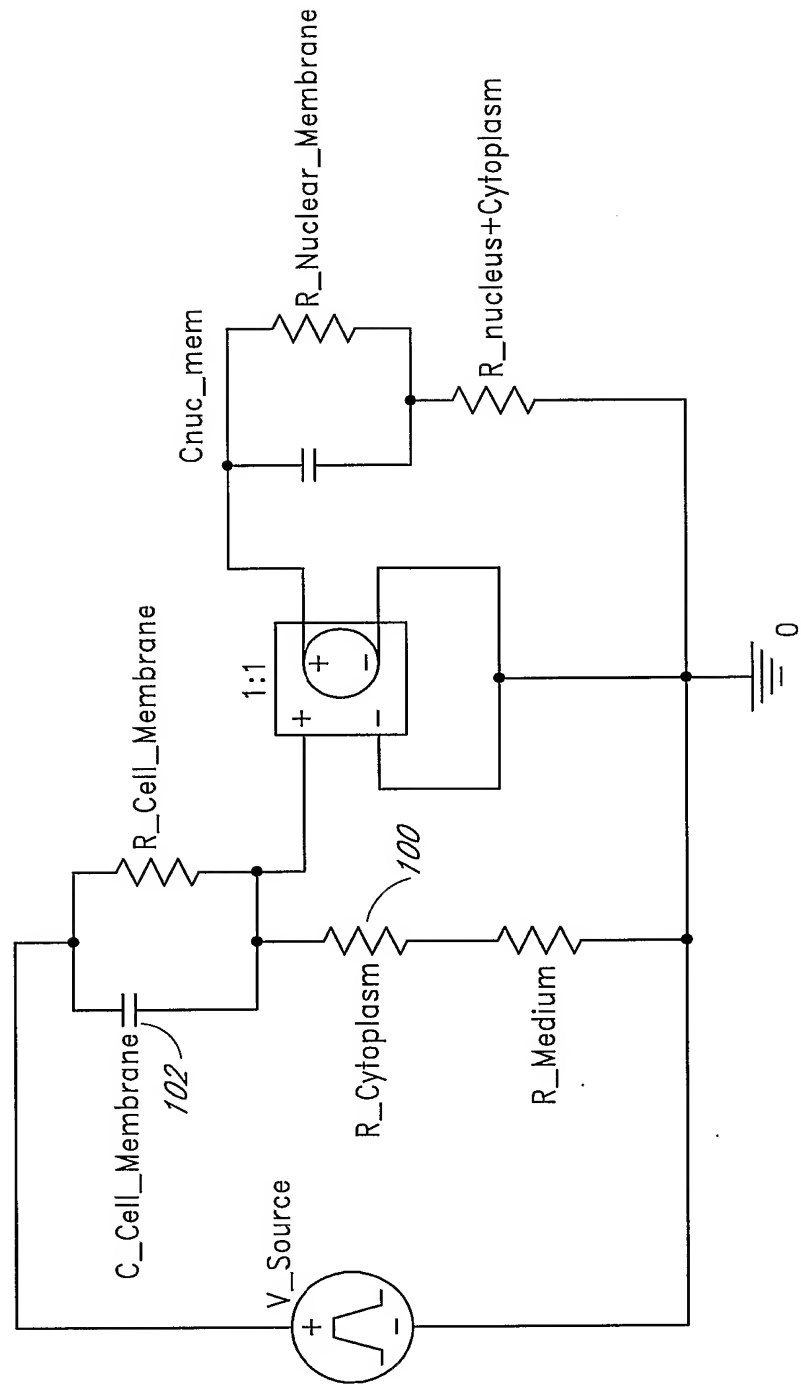 V_Source
C_Cell_Membrane
102
R_Cell_Membrane
R_Cytoplasm
100
R_Medium
1:1
Cnuc_mem
R_Nuclear_Membrane
R_nucleus+Cytoplasm
0